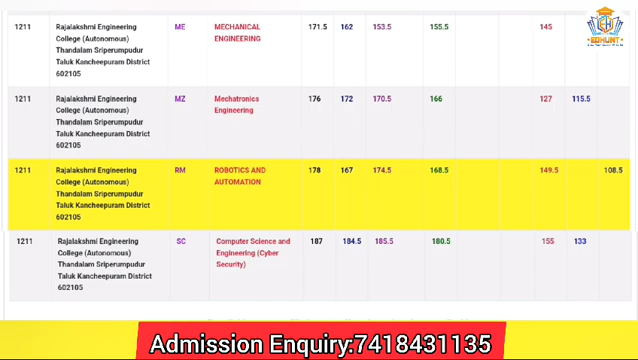 1211 Rajalakshmi Engineering ME MECHANICAL 171.5 162 153.5 155.5 145
College (Autonomous) ENGINEERING
Thandalam Sriperumpudur
Taluk Kancheepuram District
602105
EDHUNT
1211 Rajalakshmi Engineering MZ Mechatronics 176 172 170.5 166 127 115.5
College (Autonomous) Engineering
Thandalam Sriperumpudur
Taluk Kancheepuram District
602105
1211 Rajalakshmi Engineering RM ROBOTICS AND 178 167 174.5 168.5 149.5 108.5
College (Autonomous) AUTOMATION
Thandalam Sriperumpudur
Taluk Kancheepuram District
602105
1211 Rajalakshmi Engineering SC Computer Science and 187 184.5 185.5 180.5 155 133
College (Autonomous) Engineering (Cyber
Thandalam Sriperumpudur Security)
Taluk Kancheepuram District
602105
Admission Enquiry:7418431135